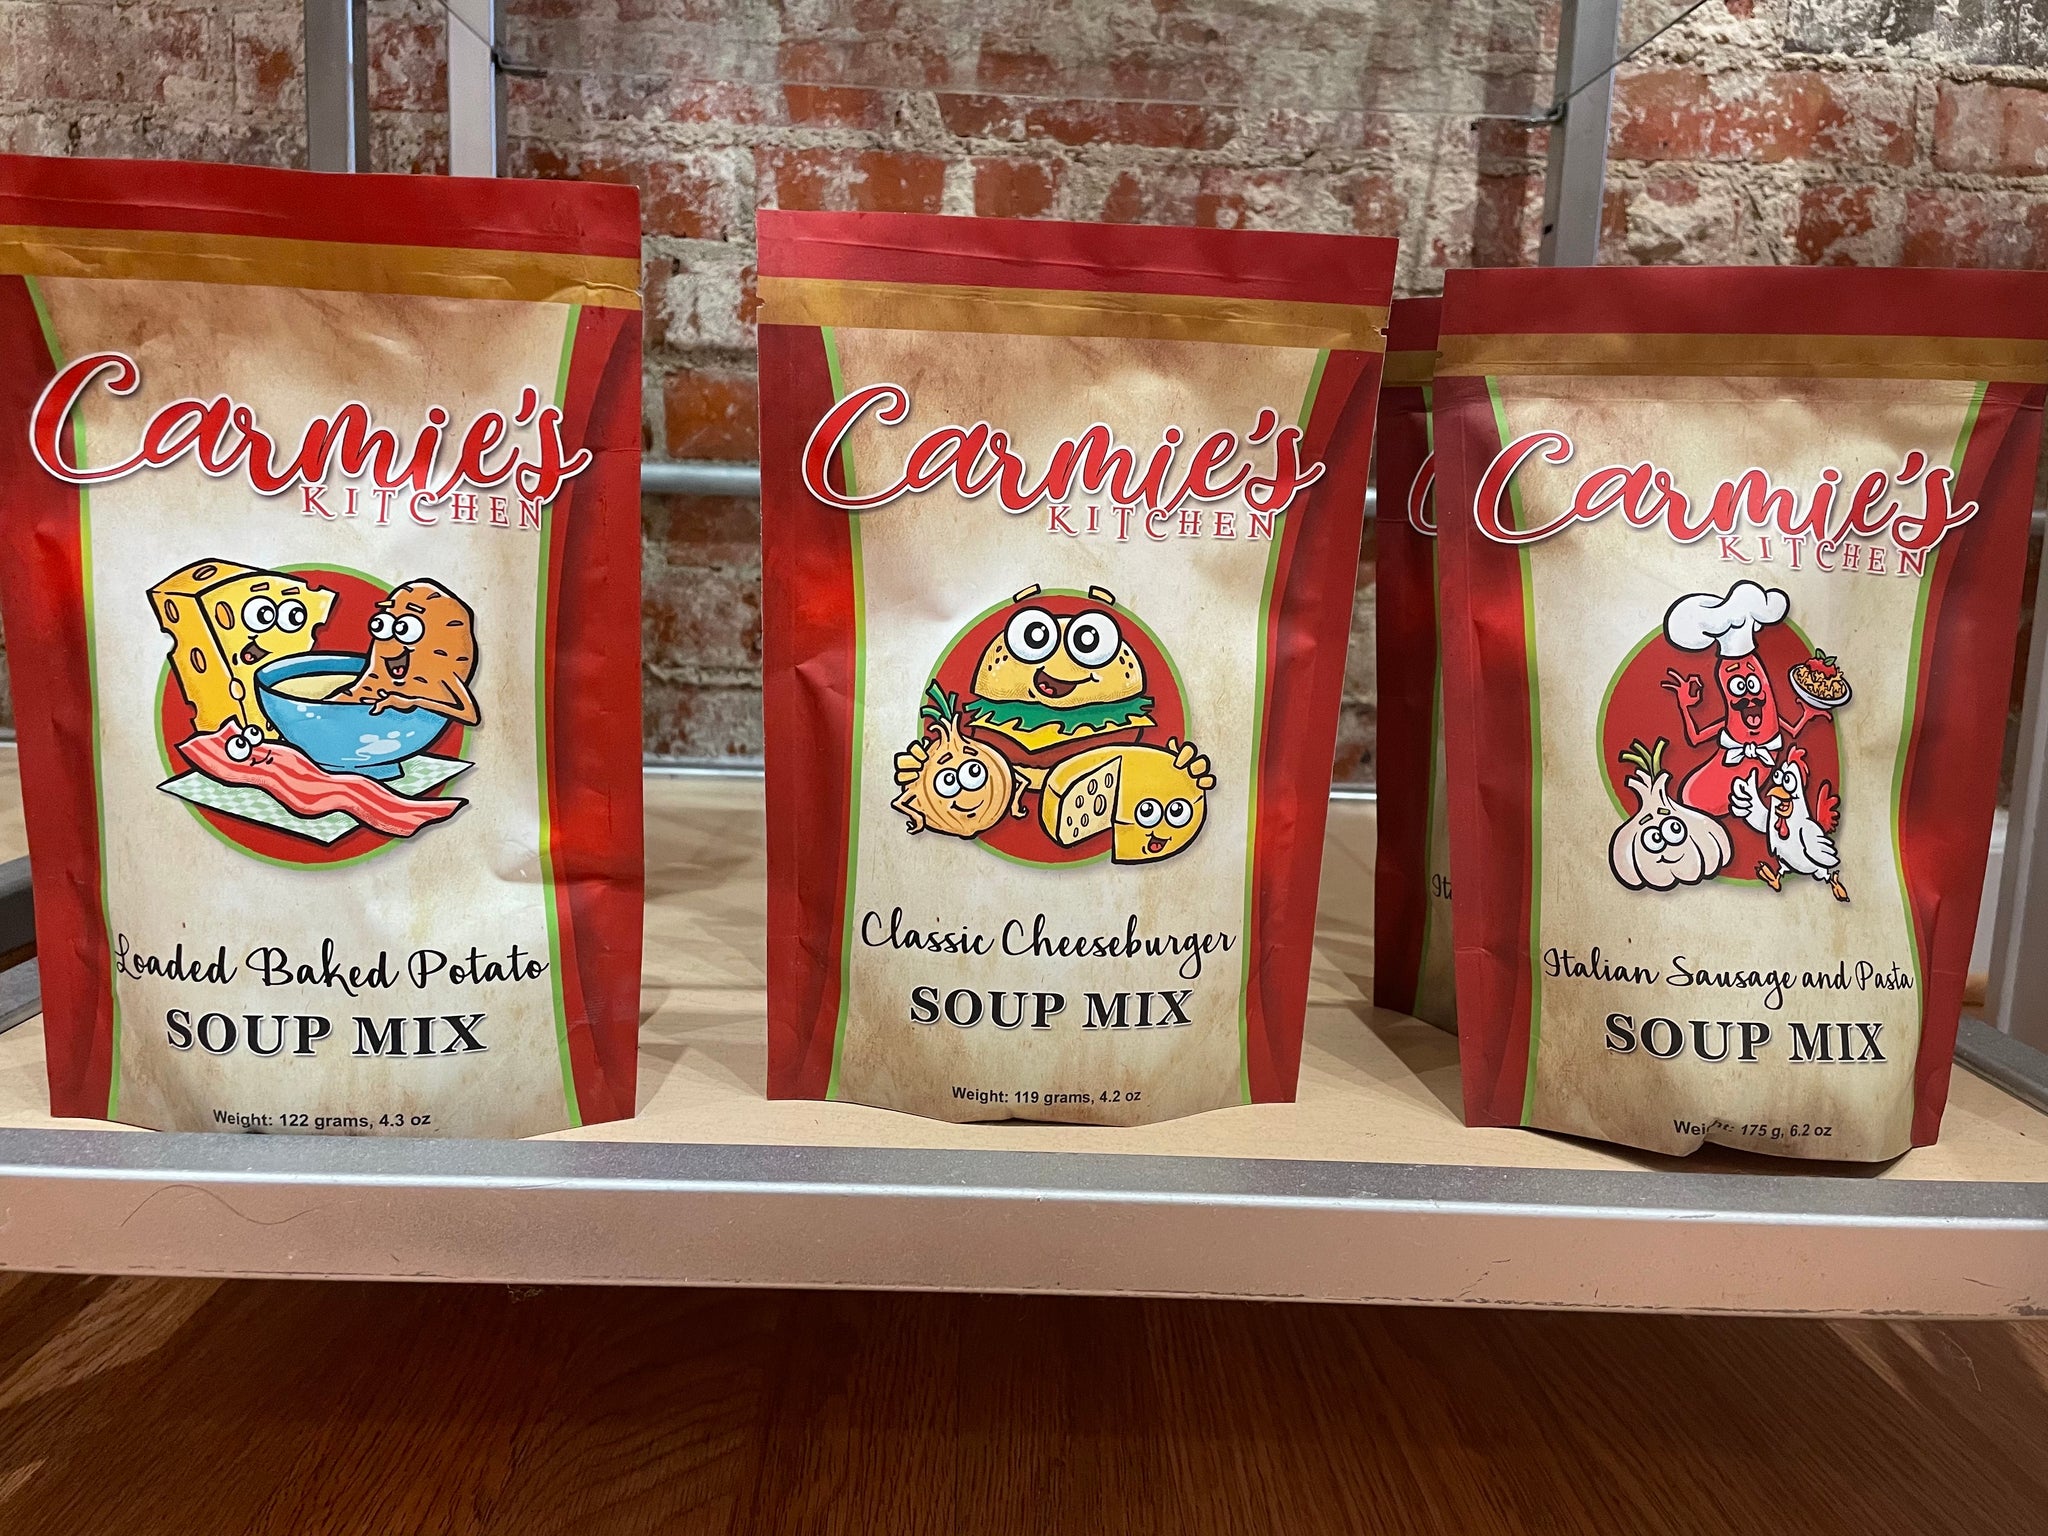 Carmie's
KITCHEN
Loaded Baked Potato
SOUP MIX
Weight: 122 grams, 4.3 oz
Carmie's
KITCHEN
Classic Cheeseburger
SOUP MIX
Weight: 119 grams, 4.2 oz
Carmie's
KITCHEN
Italian Sausage and Pasta
SOUP MIX
Weight: 175 g, 6.2 oz